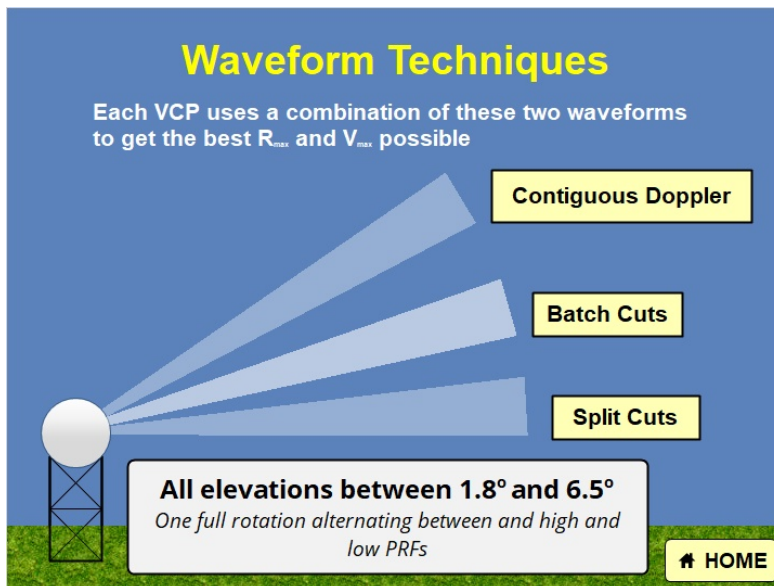 Waveform Techniques
Each VCP uses a combination of these two waveforms
to get the best Rmax and Vmax possible
Contiguous Doppler
Batch Cuts
Split Cuts
All elevations between 1.8º and 6.5º
One full rotation alternating between and high and
low PRFs
HOME